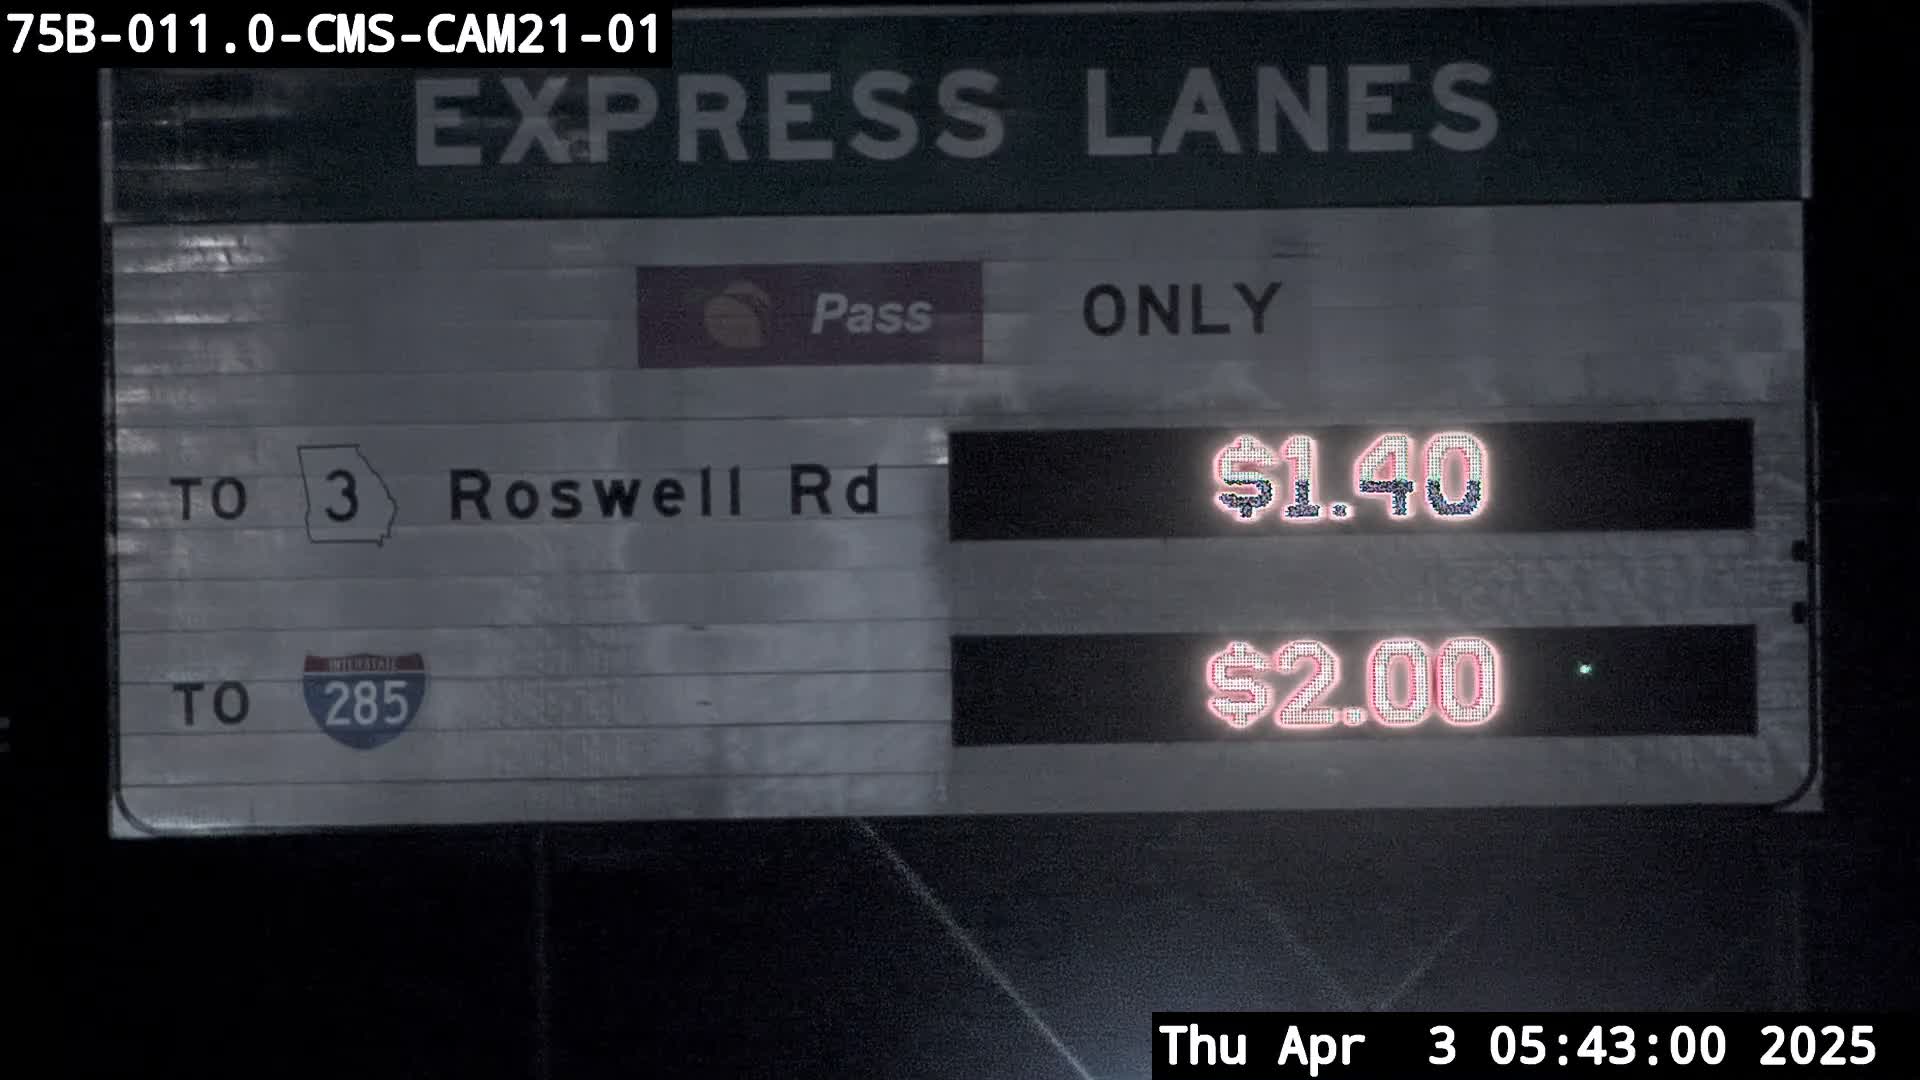 75B-011.0-CMS-CAM21-01
EXPRESS LANES
Pass ONLY
TO 3 Roswell Rd $1.40
TO INTERSTATE 285 $2.00
Thu Apr 3 05:43:00 2025